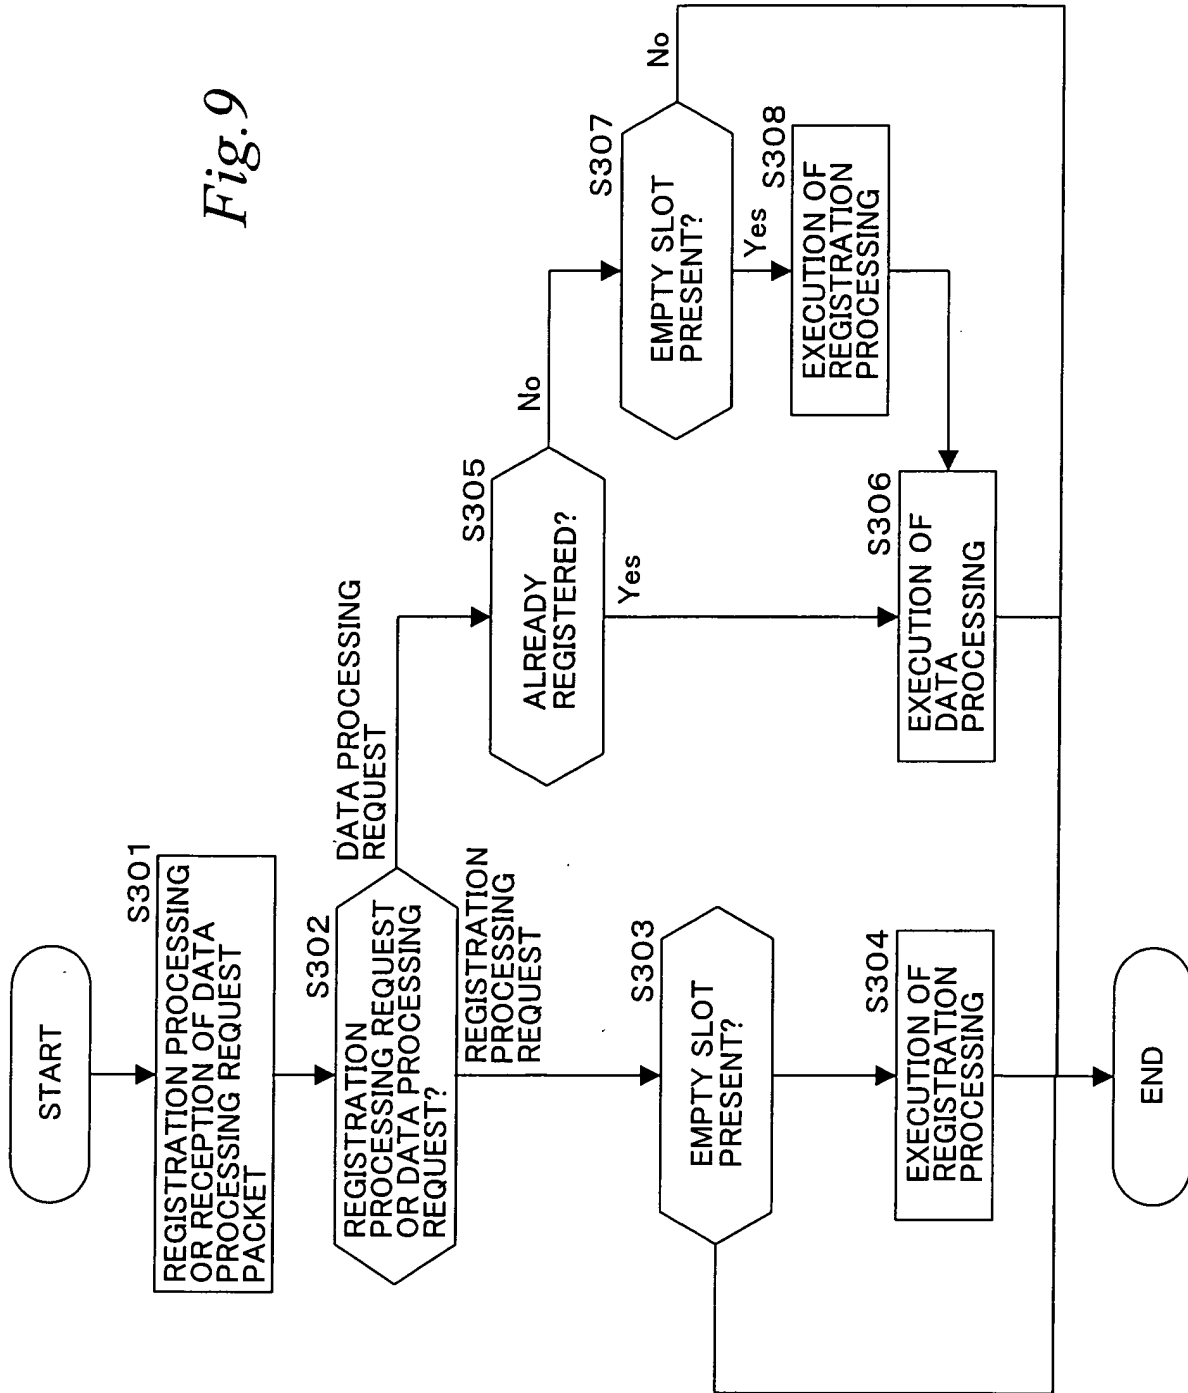 Fig.9
START
S301
REGISTRATION PROCESSING
OR RECEPTION OF DATA
PROCESSING REQUEST
PACKET
S302
REGISTRATION
PROCESSING REQUEST
OR DATA PROCESSING
REQUEST?
DATA PROCESSING
REQUEST
REGISTRATION
PROCESSING
REQUEST
S303
EMPTY SLOT
PRESENT?
S304
EXECUTION OF
REGISTRATION
PROCESSING
S305
ALREADY
REGISTERED?
No
Yes
S307
EMPTY SLOT
PRESENT?
No
Yes
S308
EXECUTION OF
REGISTRATION
PROCESSING
S306
EXECUTION OF
DATA
PROCESSING
END